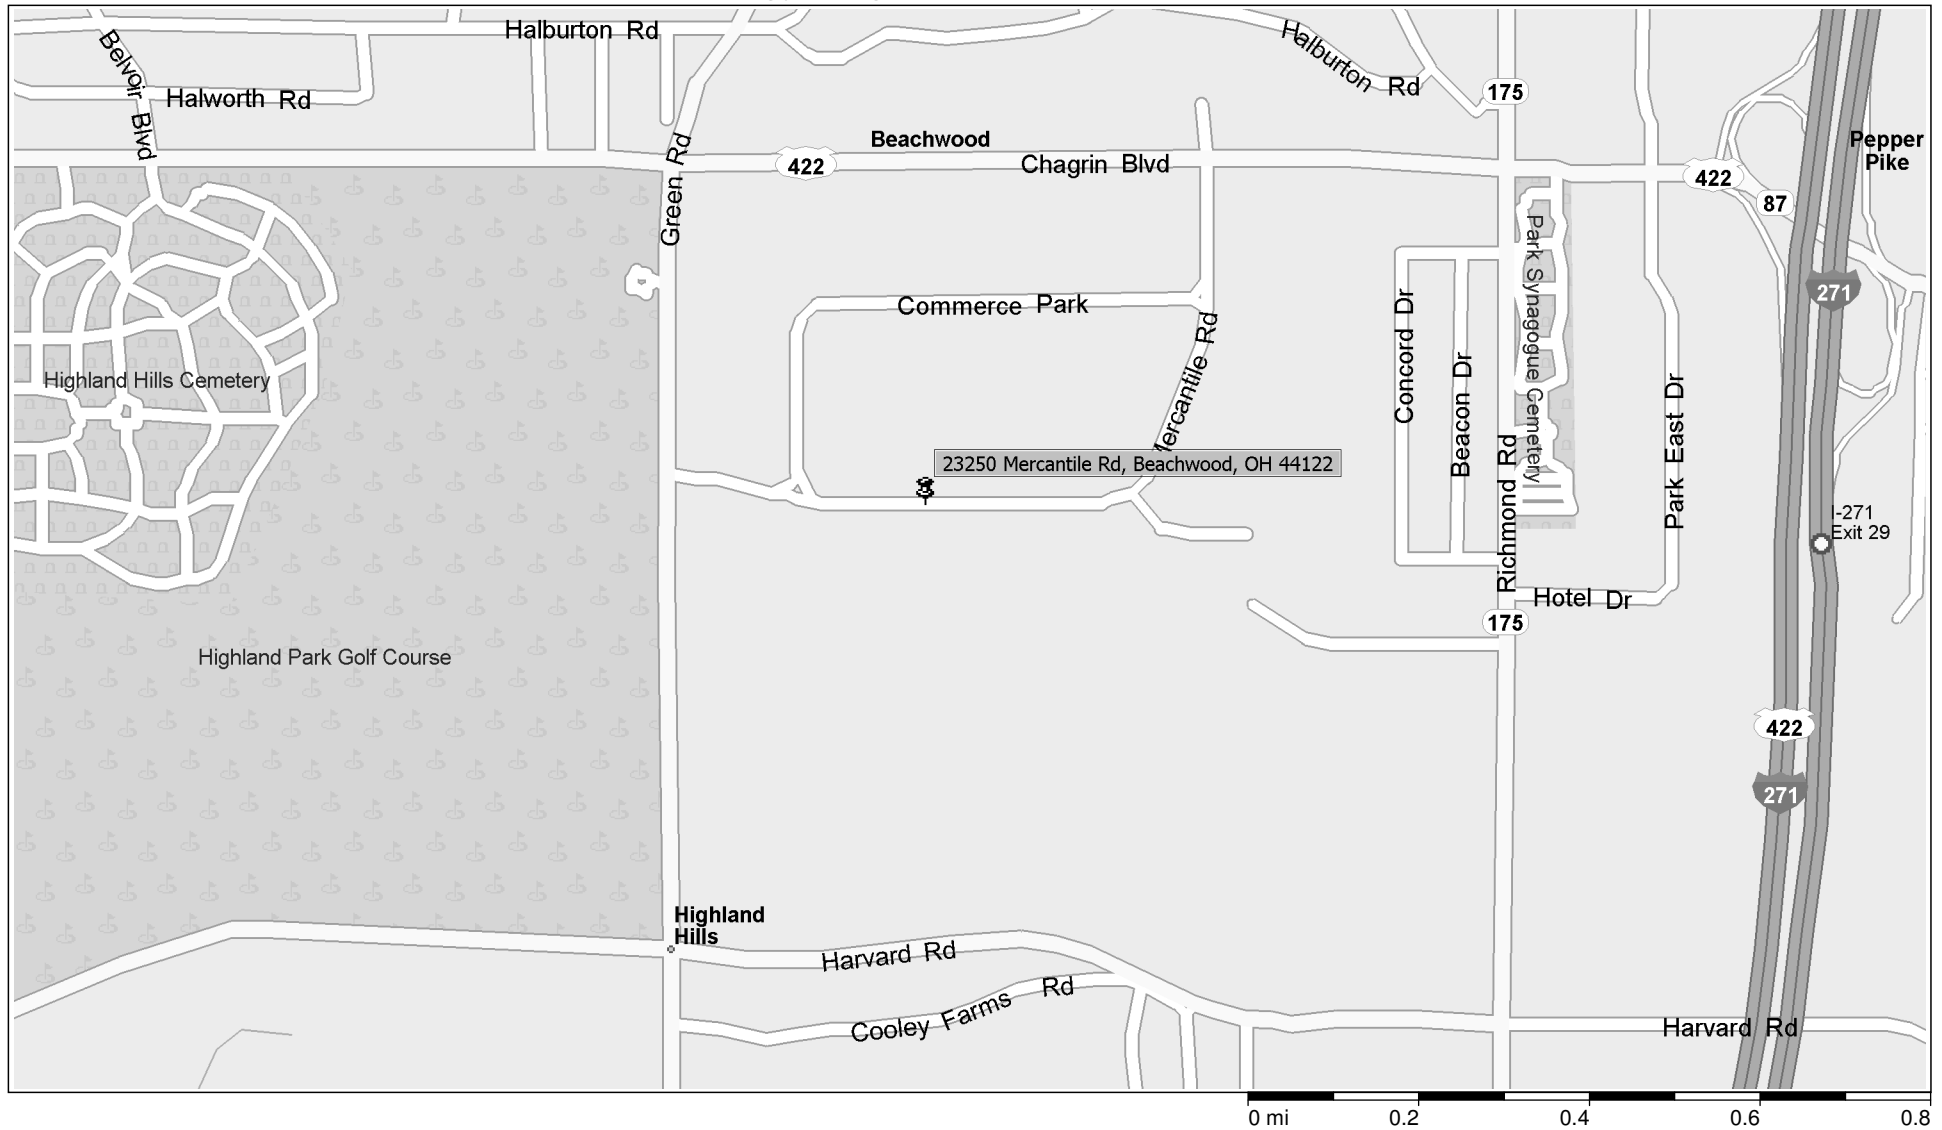 Halburton Rd
Halburton Rd
Belvoir Blvd
Halworth Rd
175
Beachwood
422
Chagrin Blvd
Pepper
Pike
422
87
Green Rd
271
Commerce Park
Mercantile Rd
Concord Dr
Beacon Dr
Richmond Rd
Park Synagogue Cemetery
Park East Dr
Highland Hills Cemetery
23250 Mercantile Rd, Beachwood, OH 44122
I-271
Exit 29
Hotel Dr
175
Highland Park Golf Course
422
271
Highland
Hills
Harvard Rd
Cooley Farms Rd
Harvard Rd
0 mi 0.2 0.4 0.6 0.8